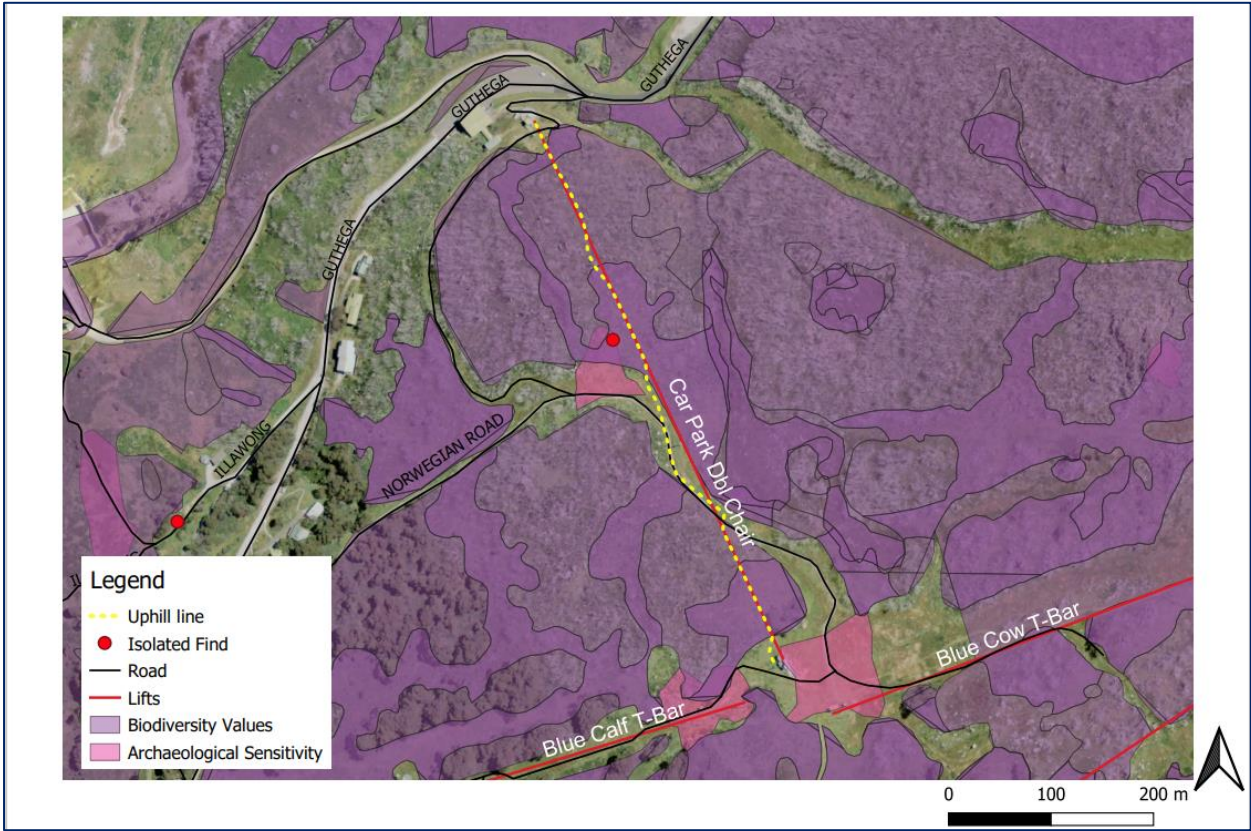 GUTHEGA
GUTHEGA
GUTHEGA
Car Park Dbl Chair
NORWEGIAN ROAD
ILLAWONG
Blue Cow T-Bar
Blue Calf T-Bar
Legend
Uphill line
Isolated Find
Road
Lifts
Biodiversity Values
Archaeological Sensitivity
0 100 200 m